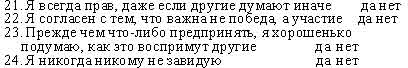 21. Я всегда прав, даже если другие думают иначе да нет
22. Я согласен с тем, что важна не победа, а участие да нет
23. Прежде чем что-либо предпринять, я хорошенько
подумаю, как это воспримут другие да нет
24. Я никогда никому не завидую да нет